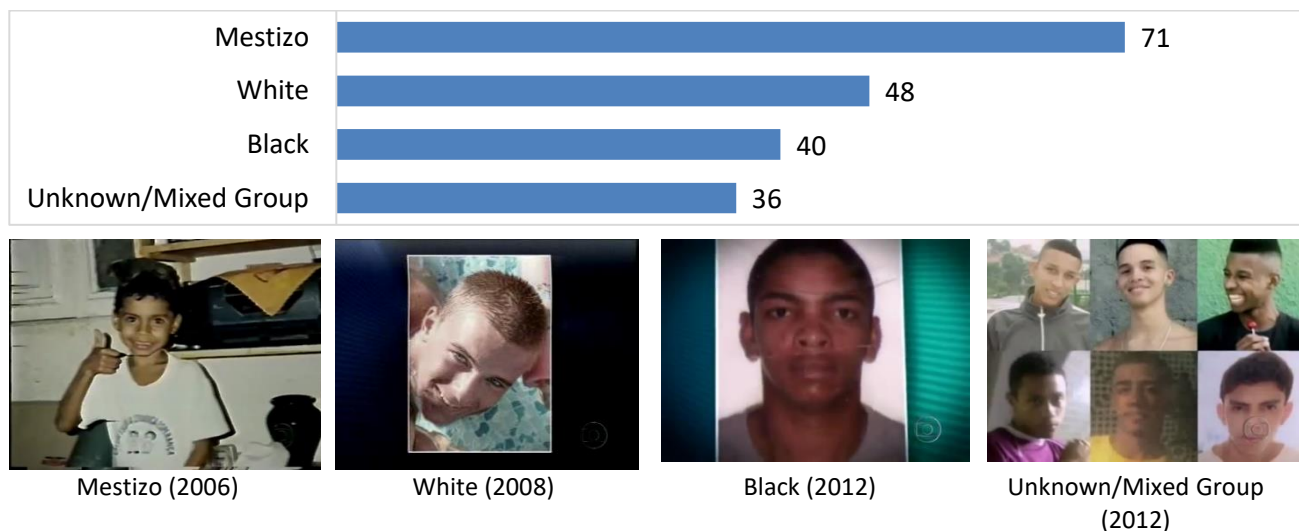 Mestizo 71
White 48
Black 40
Unknown/Mixed Group 36
Mestizo (2006)
White (2008)
Black (2012)
Unknown/Mixed Group
(2012)